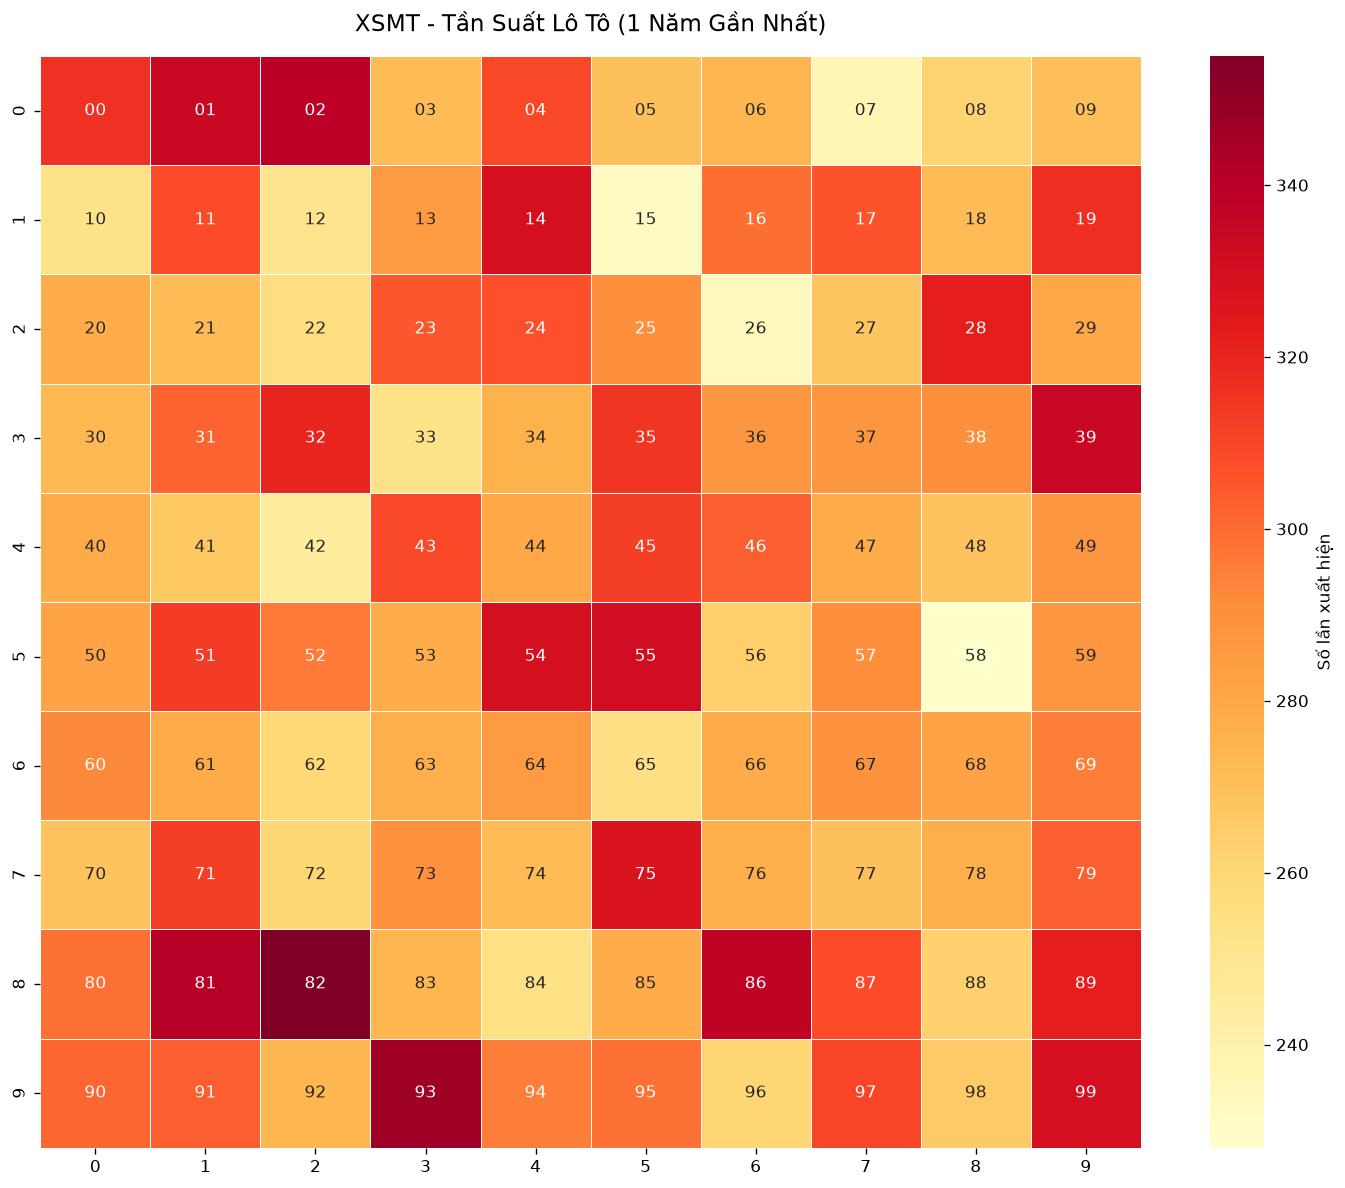 XSMT - Tần Suất Lô Tô (1 Năm Gần Nhất)
0 00 01 02 03 04 05 06 07 08 09
1 10 11 12 13 14 15 16 17 18 19
2 20 21 22 23 24 25 26 27 28 29
3 30 31 32 33 34 35 36 37 38 39
4 40 41 42 43 44 45 46 47 48 49
5 50 51 52 53 54 55 56 57 58 59
6 60 61 62 63 64 65 66 67 68 69
7 70 71 72 73 74 75 76 77 78 79
8 80 81 82 83 84 85 86 87 88 89
9 90 91 92 93 94 95 96 97 98 99
0 1 2 3 4 5 6 7 8 9
340
320
300
280
260
240
Số lần xuất hiện